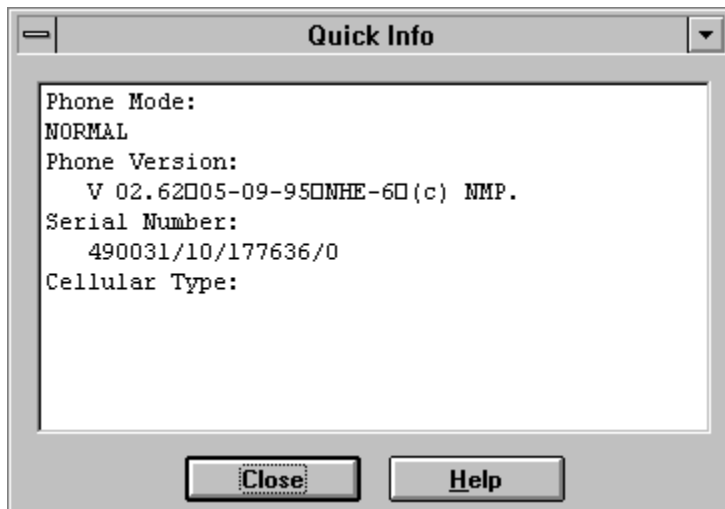 Quick Info
Phone Mode:
NORMAL
Phone Version:
V 02.62□05-09-95□NHE-6□(c) NMP.
Serial Number:
490031/10/177636/0
Cellular Type:
Close Help